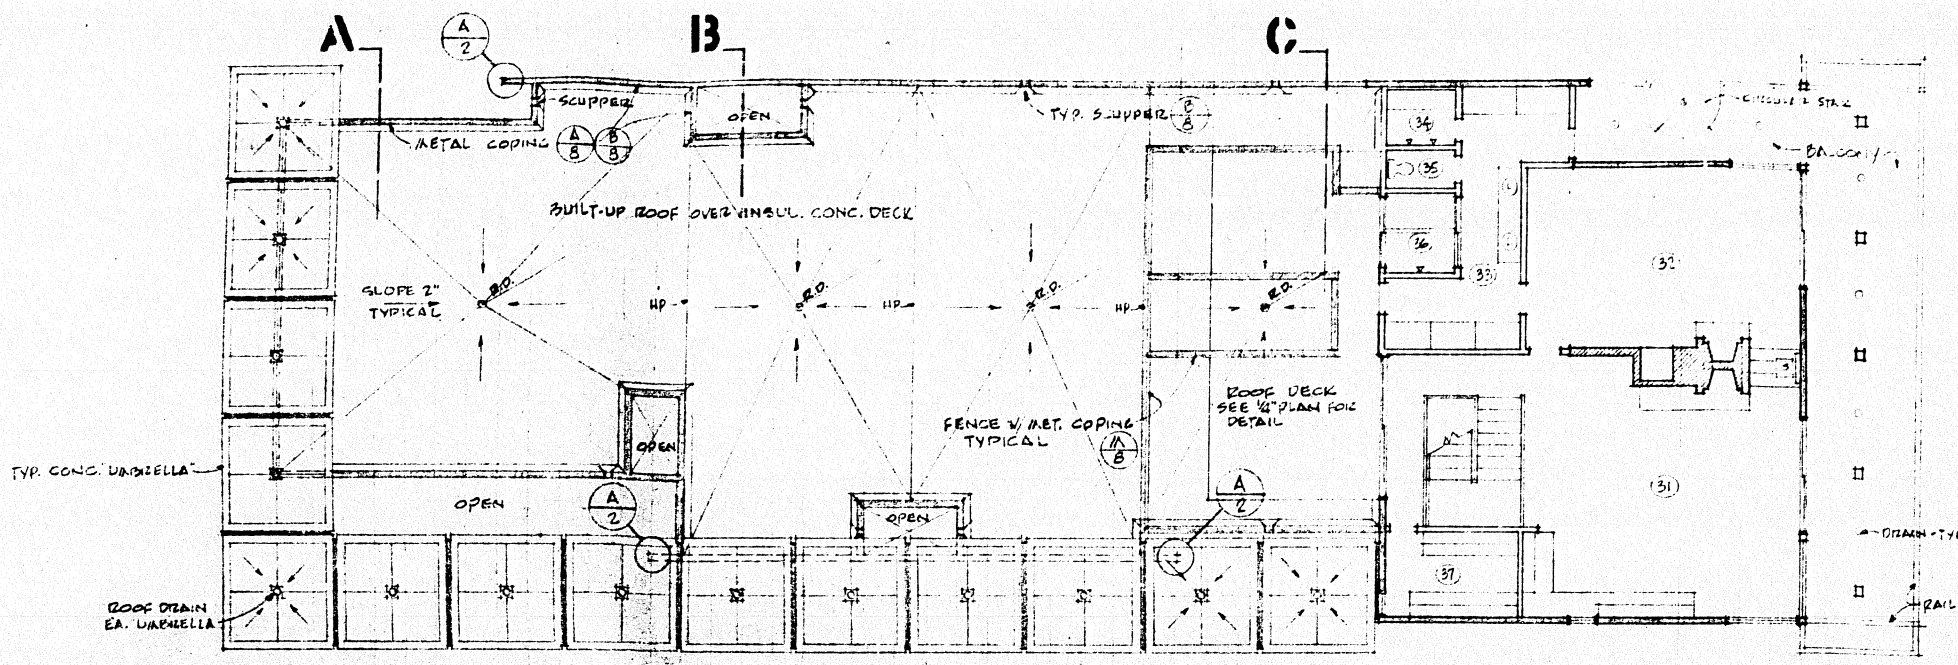 A
B
C
A
2
SCUPPER
OPEN
TYP. SCUPPER
B
8
34
METAL COPING
A
8
B
8
BALCONY
35
BUILT-UP ROOF OVER INSUL. CONC. DECK
36
33
32
SLOPE 2"
TYPICAL
R.D.
HP
R.D.
HP
R.D.
HP
R.D.
ROOF DECK
SEE 1/4" PLAN FOR
DETAIL
FENCE W/ MET. COPING
TYPICAL
8
OPEN
TYP. CONC. UMBRELLA
OPEN
A
2
OPEN
A
2
31
37
ROOF DRAIN
EA. UMBRELLA
RAIL